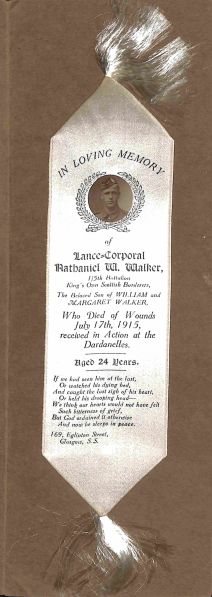 IN LOVING MEMORY
of
Lance-Corporal
Nathaniel W. Walker,
1/5th Battalion
King's Own Scottish Borderers,
The Beloved Son of WILLIAM and
MARGARET WALKER.
Who Died of Wounds
July 17th, 1915,
received in Action at the
Dardanelles.
Aged 24 Years.
If we had seen him at the last,
Or watched his dying bed,
And caught the last sigh of his heart,
Or held his drooping head—
We think our hearts would not have felt
Such bitterness of grief,
But God ordained it otherwise
And now he sleeps in peace.
169, Eglinton Street,
Glasgow, S.S.